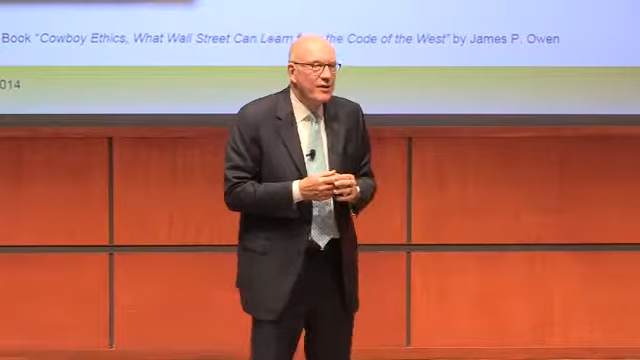 Book "Cowboy Ethics, What Wall Street Can Learn the Code of the West" by James P. Owen
014